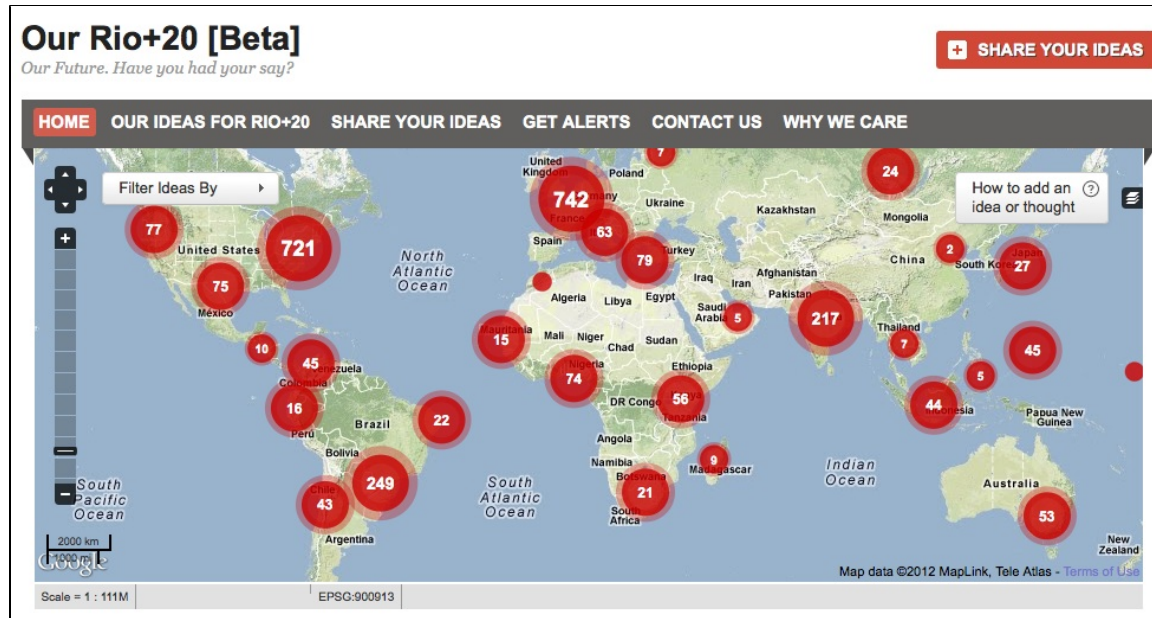 Our Rio+20 [Beta]
Our Future. Have you had your say?
SHARE YOUR IDEAS
HOME OUR IDEAS FOR RIO+20 SHARE YOUR IDEAS GET ALERTS CONTACT US WHY WE CARE
Filter Ideas By
How to add an
idea or thought
?
7
24
United
Kingdom
Poland
742
Ukraine
Kazakhstan
Mongolia
France
77
United States
721
63
Spain
79
Turkey
2
China
South
Japan
27
North
Atlantic
Ocean
75
México
Algeria
Libya
Egypt
Iraq
Iran
Afghanistan
Pakistan
Saudi
Arabia
5
217
Mauritania
15
Mali
Niger
Chad
Sudan
Thailand
7
45
10
45
Venezuela
Colombia
Nigeria
74
Ethiopia
5
16
Perú
Brazil
22
DR Congo
56
Tanzania
44
Indonesia
Papua New
Guinea
Bolivia
Angola
Namibia
Botswana
9
Madagascar
249
Chile
43
21
South
Africa
Indian
Ocean
Australia
53
South
Pacific
Ocean
South
Atlantic
Ocean
Argentina
New
Zealand
2000 km
1000 mi
Google
Map data ©2012 MapLink, Tele Atlas - Terms of Use
Scale = 1 : 111M
EPSG:900913